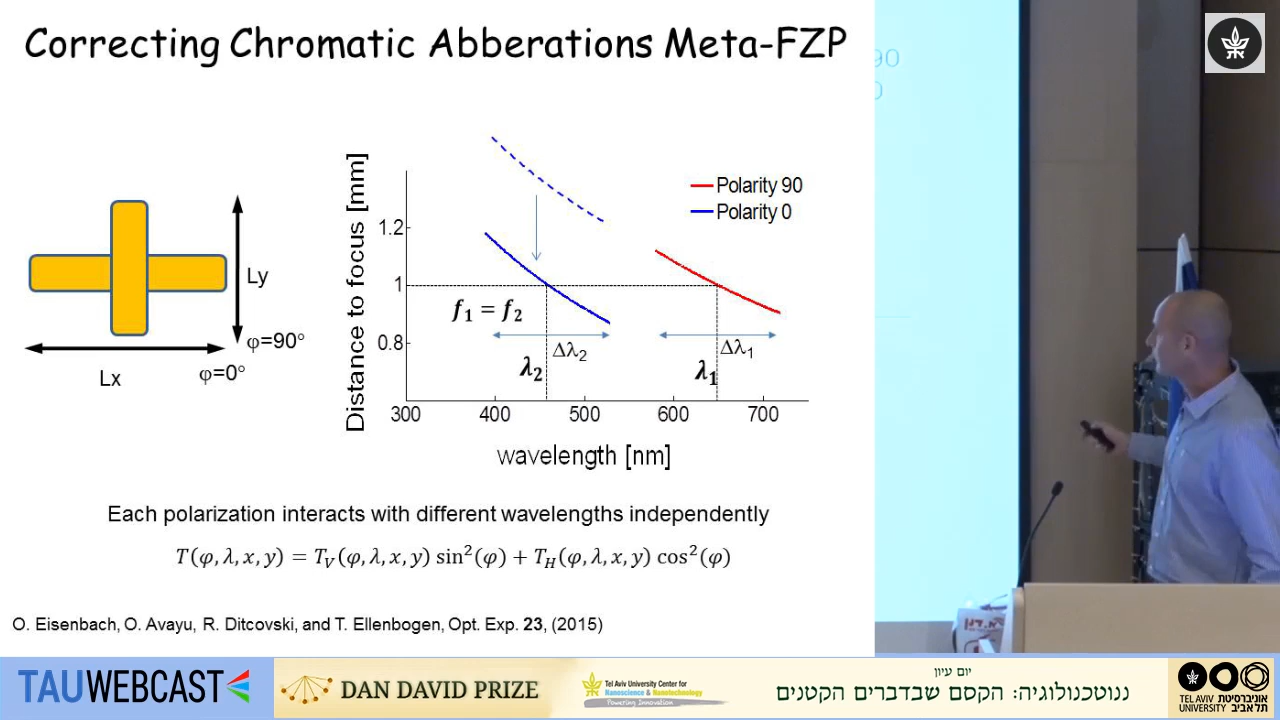 Correcting Chromatic Abberations Meta-FZP
Ly
φ=90°
Lx
φ=0°
Distance to focus [mm]
1.2
1
0.8
Polarity 90
Polarity 0
f₁ = f₂
Δλ₂
λ₂
Δλ₁
λ₁
300 400 500 600 700
wavelength [nm]
Each polarization interacts with different wavelengths independently
T(φ, λ, x, y) = T_V(φ, λ, x, y) sin²(φ) + T_H(φ, λ, x, y) cos²(φ)
O. Eisenbach, O. Avayu, R. Ditcovski, and T. Ellenbogen, Opt. Exp. 23, (2015)
90
0
TAUWEBCAST
DAN DAVID PRIZE
Tel Aviv University Center for
Nanoscience & Nanotechnology
Powering Innovation
יום עיון
ננוטכנולוגיה: הקסם שבדברים הקטנים
TEL AVIV אוניברסיטת
UNIVERSITY תל אביב